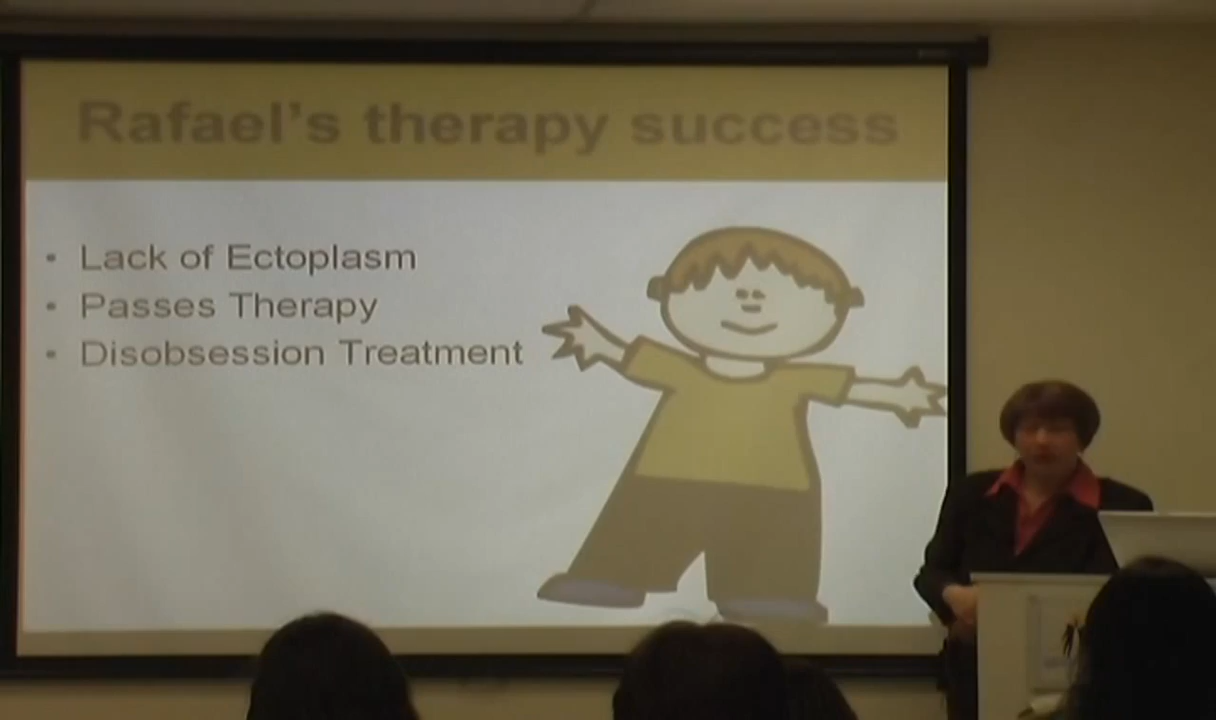 Rafael's therapy success
• Lack of Ectoplasm
• Passes Therapy
• Disobsession Treatment